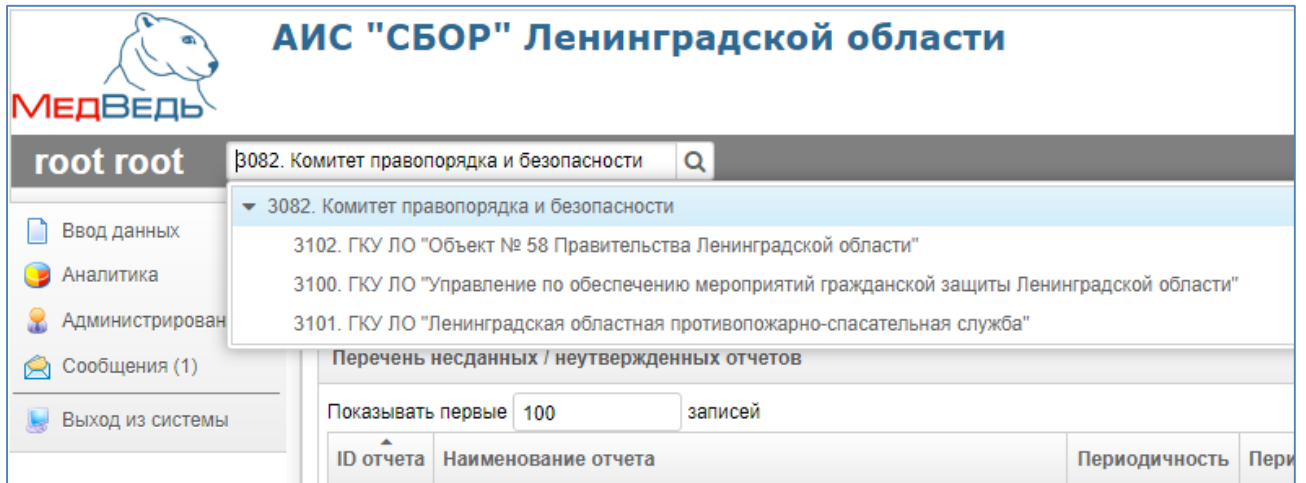 АИС "СБОР" Ленинградской области
МЕДВЕДЬ
root root
3082. Комитет правопорядка и безопасности
3082. Комитет правопорядка и безопасности
3102. ГКУ ЛО "Объект № 58 Правительства Ленинградской области"
3100. ГКУ ЛО "Управление по обеспечению мероприятий гражданской защиты Ленинградской области"
3101. ГКУ ЛО "Ленинградская областная противопожарно-спасательная служба"
Ввод данных
Аналитика
Администрирован
Сообщения (1)
Выход из системы
Перечень несданных / неутвержденных отчетов
Показывать первые 100 записей
ID отчета Наименование отчета Периодичность Пери